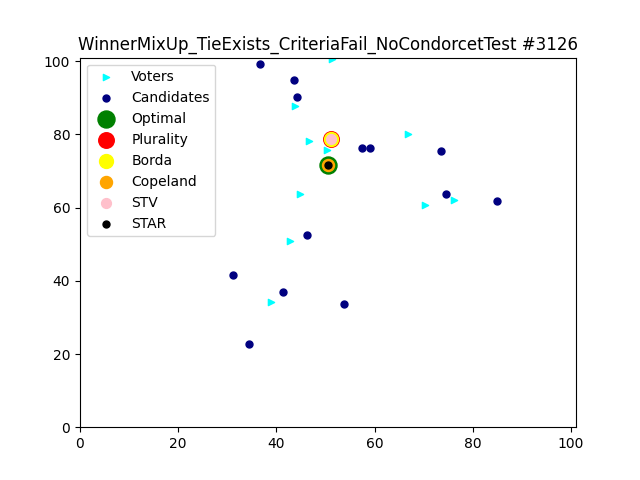 WinnerMixUp_TieExists_CriteriaFail_NoCondorcetTest #3126
100
80
60
40
20
0
0
20
40
60
80
100
Voters
Candidates
Optimal
Plurality
Borda
Copeland
STV
STAR